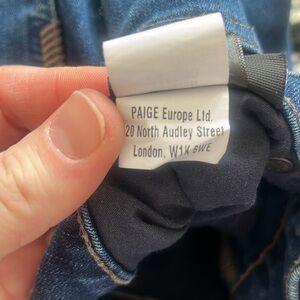 PAIGE Europe Ltd.
20 North Audley Street
London, W1K 6WE